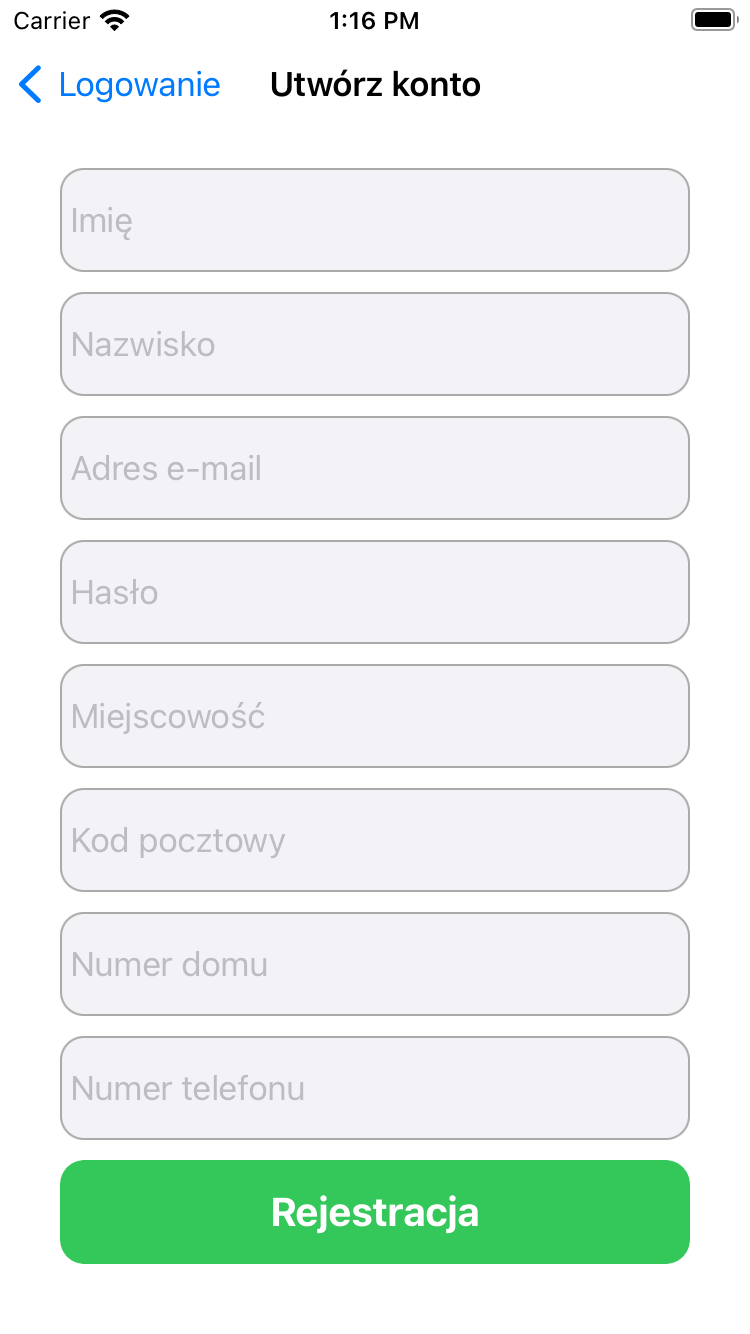 Carrier 1:16 PM
Logowanie Utwórz konto
Imię
Nazwisko
Adres e-mail
Hasło
Miejscowość
Kod pocztowy
Numer domu
Numer telefonu
Rejestracja